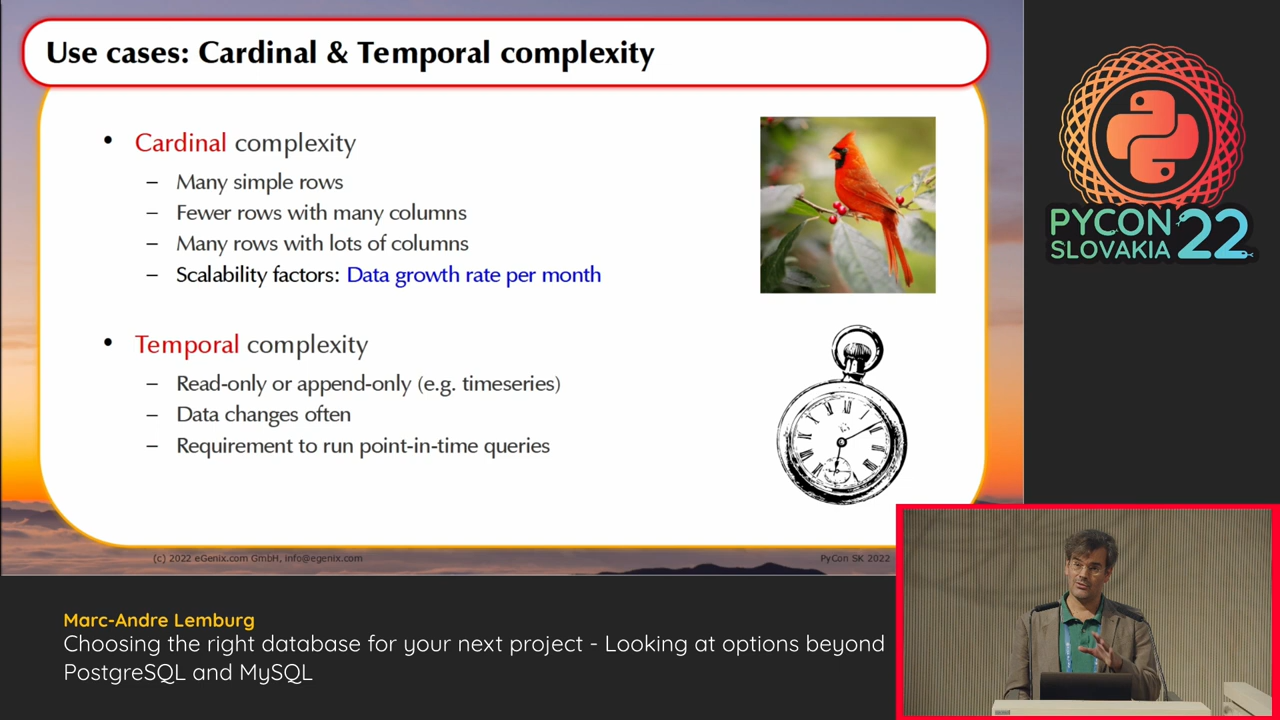 Use cases: Cardinal & Temporal complexity
• Cardinal complexity
– Many simple rows
– Fewer rows with many columns
– Many rows with lots of columns
– Scalability factors: Data growth rate per month
• Temporal complexity
– Read-only or append-only (e.g. timeseries)
– Data changes often
– Requirement to run point-in-time queries
(c) 2022 eGenix.com GmbH, info@egenix.com
PyCon SK 2022
PYCON
SLOVAKIA 22
Marc-Andre Lemburg
Choosing the right database for your next project - Looking at options beyond
PostgreSQL and MySQL